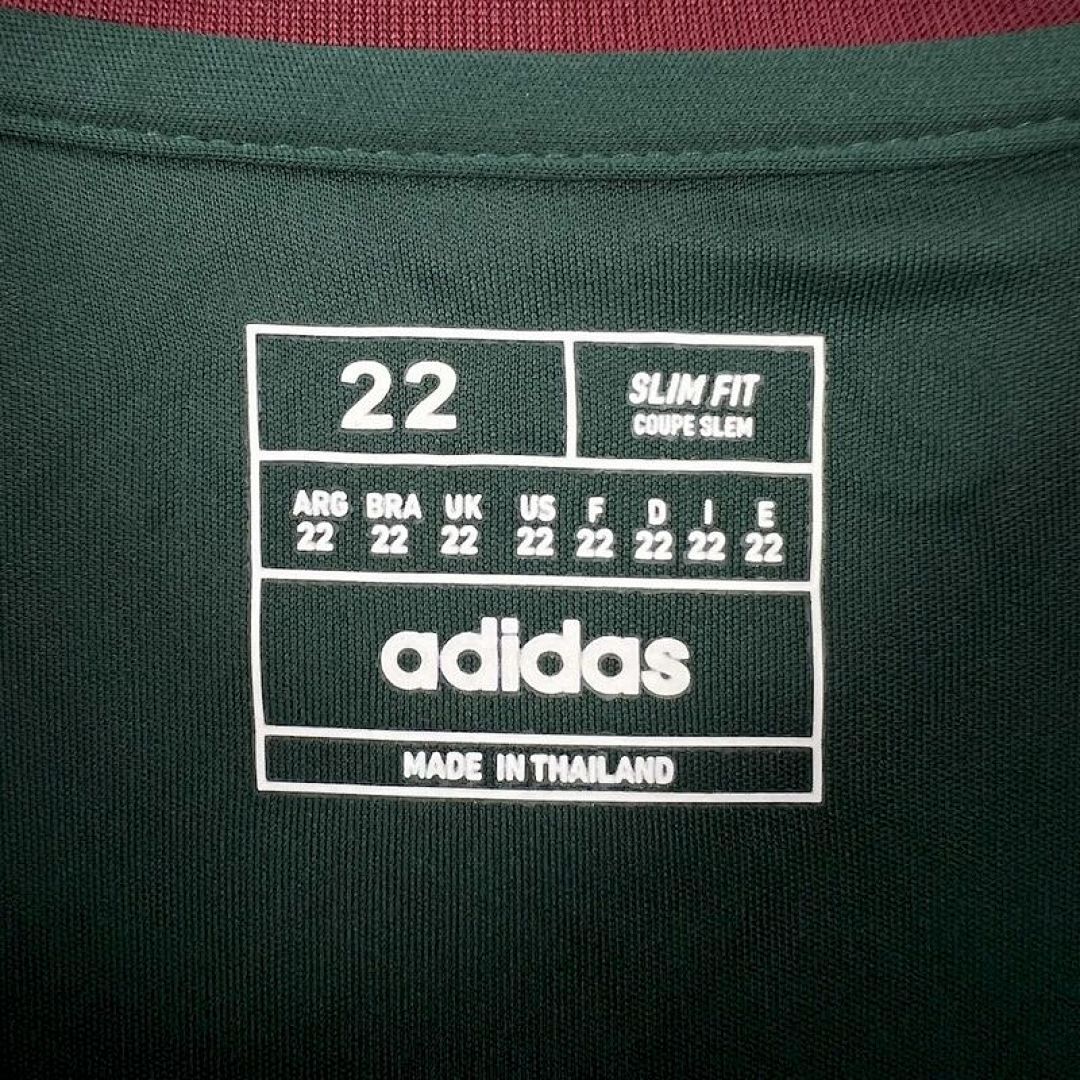 22
SLIM FIT
COUPE SLEM
ARG BRA UK US F D I E
22 22 22 22 22 22 22 22
adidas
MADE IN THAILAND